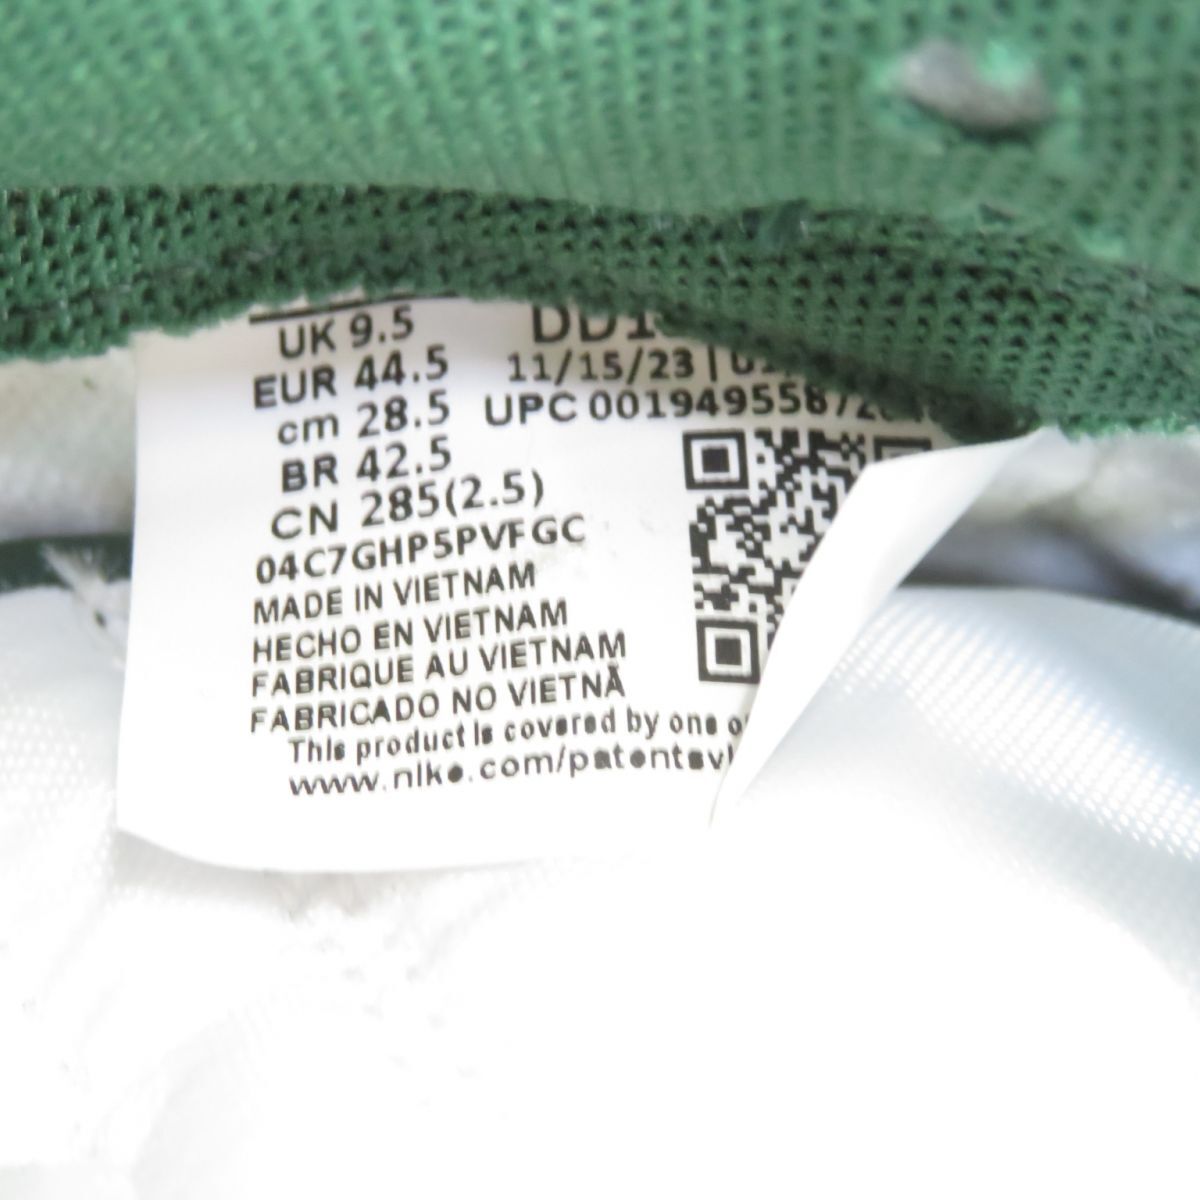 UK 9.5
EUR 44.5
cm 28.5
BR 42.5
CN 285(2.5)
04C7GHP5PVFGC
MADE IN VIETNAM
HECHO EN VIETNAM
FABRIQUE AU VIETNAM
FABRICADO NO VIETNÃ
This product is covered by one
www.nike.com/patents
DD1
11/15/23 |
UPC